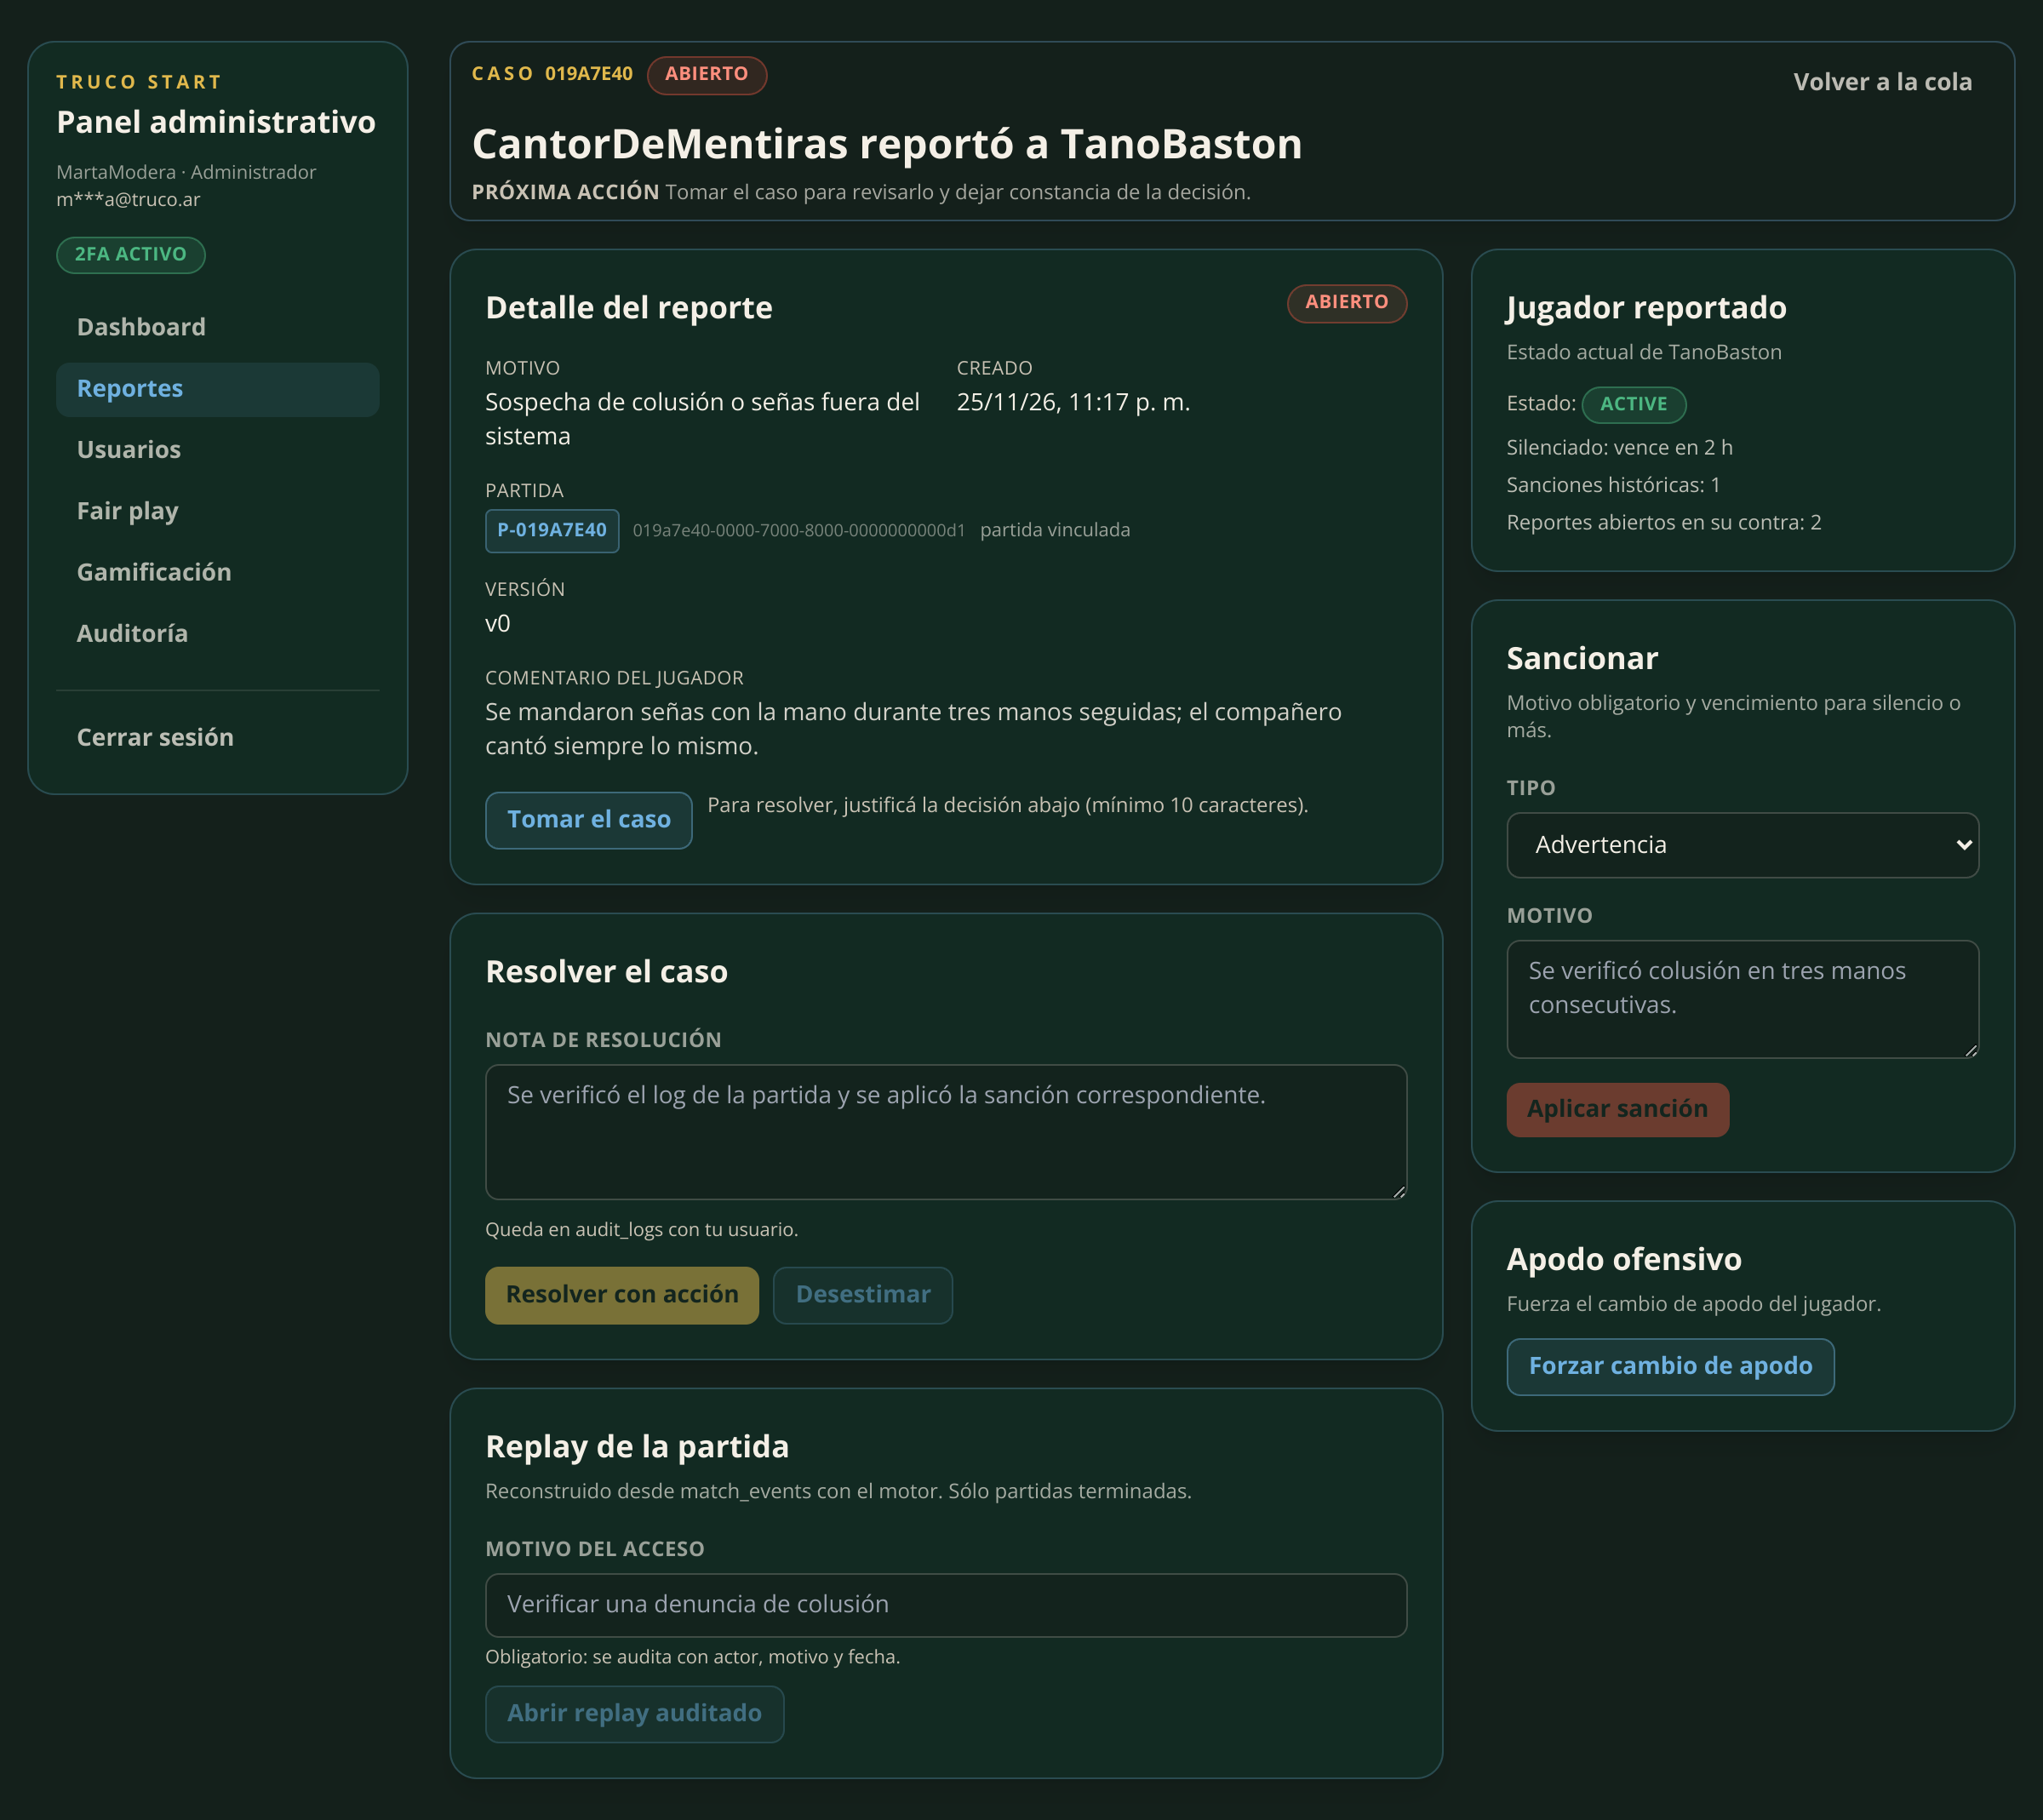 TRUCO START
Panel administrativo
MartaModera · Administrador
m***a@truco.ar
2FA ACTIVO
Dashboard
Reportes
Usuarios
Fair play
Gamificación
Auditoría
Cerrar sesión
CASO 019A7E40 ABIERTO
Volver a la cola
CantorDeMentiras reportó a TanoBaston
PRÓXIMA ACCIÓN Tomar el caso para revisarlo y dejar constancia de la decisión.
Detalle del reporte
ABIERTO
MOTIVO
Sospecha de colusión o señas fuera del
sistema
CREADO
25/11/26, 11:17 p. m.
PARTIDA
P-019A7E40 019a7e40-0000-7000-8000-0000000000d1 partida vinculada
VERSIÓN
v0
COMENTARIO DEL JUGADOR
Se mandaron señas con la mano durante tres manos seguidas; el compañero
cantó siempre lo mismo.
Tomar el caso
Para resolver, justificá la decisión abajo (mínimo 10 caracteres).
Resolver el caso
NOTA DE RESOLUCIÓN
Se verificó el log de la partida y se aplicó la sanción correspondiente.
Queda en audit_logs con tu usuario.
Resolver con acción
Desestimar
Replay de la partida
Reconstruido desde match_events con el motor. Sólo partidas terminadas.
MOTIVO DEL ACCESO
Verificar una denuncia de colusión
Obligatorio: se audita con actor, motivo y fecha.
Abrir replay auditado
Jugador reportado
Estado actual de TanoBaston
Estado: ACTIVE
Silenciado: vence en 2 h
Sanciones históricas: 1
Reportes abiertos en su contra: 2
Sancionar
Motivo obligatorio y vencimiento para silencio o
más.
TIPO
Advertencia
MOTIVO
Se verificó colusión en tres manos
consecutivas.
Aplicar sanción
Apodo ofensivo
Fuerza el cambio de apodo del jugador.
Forzar cambio de apodo